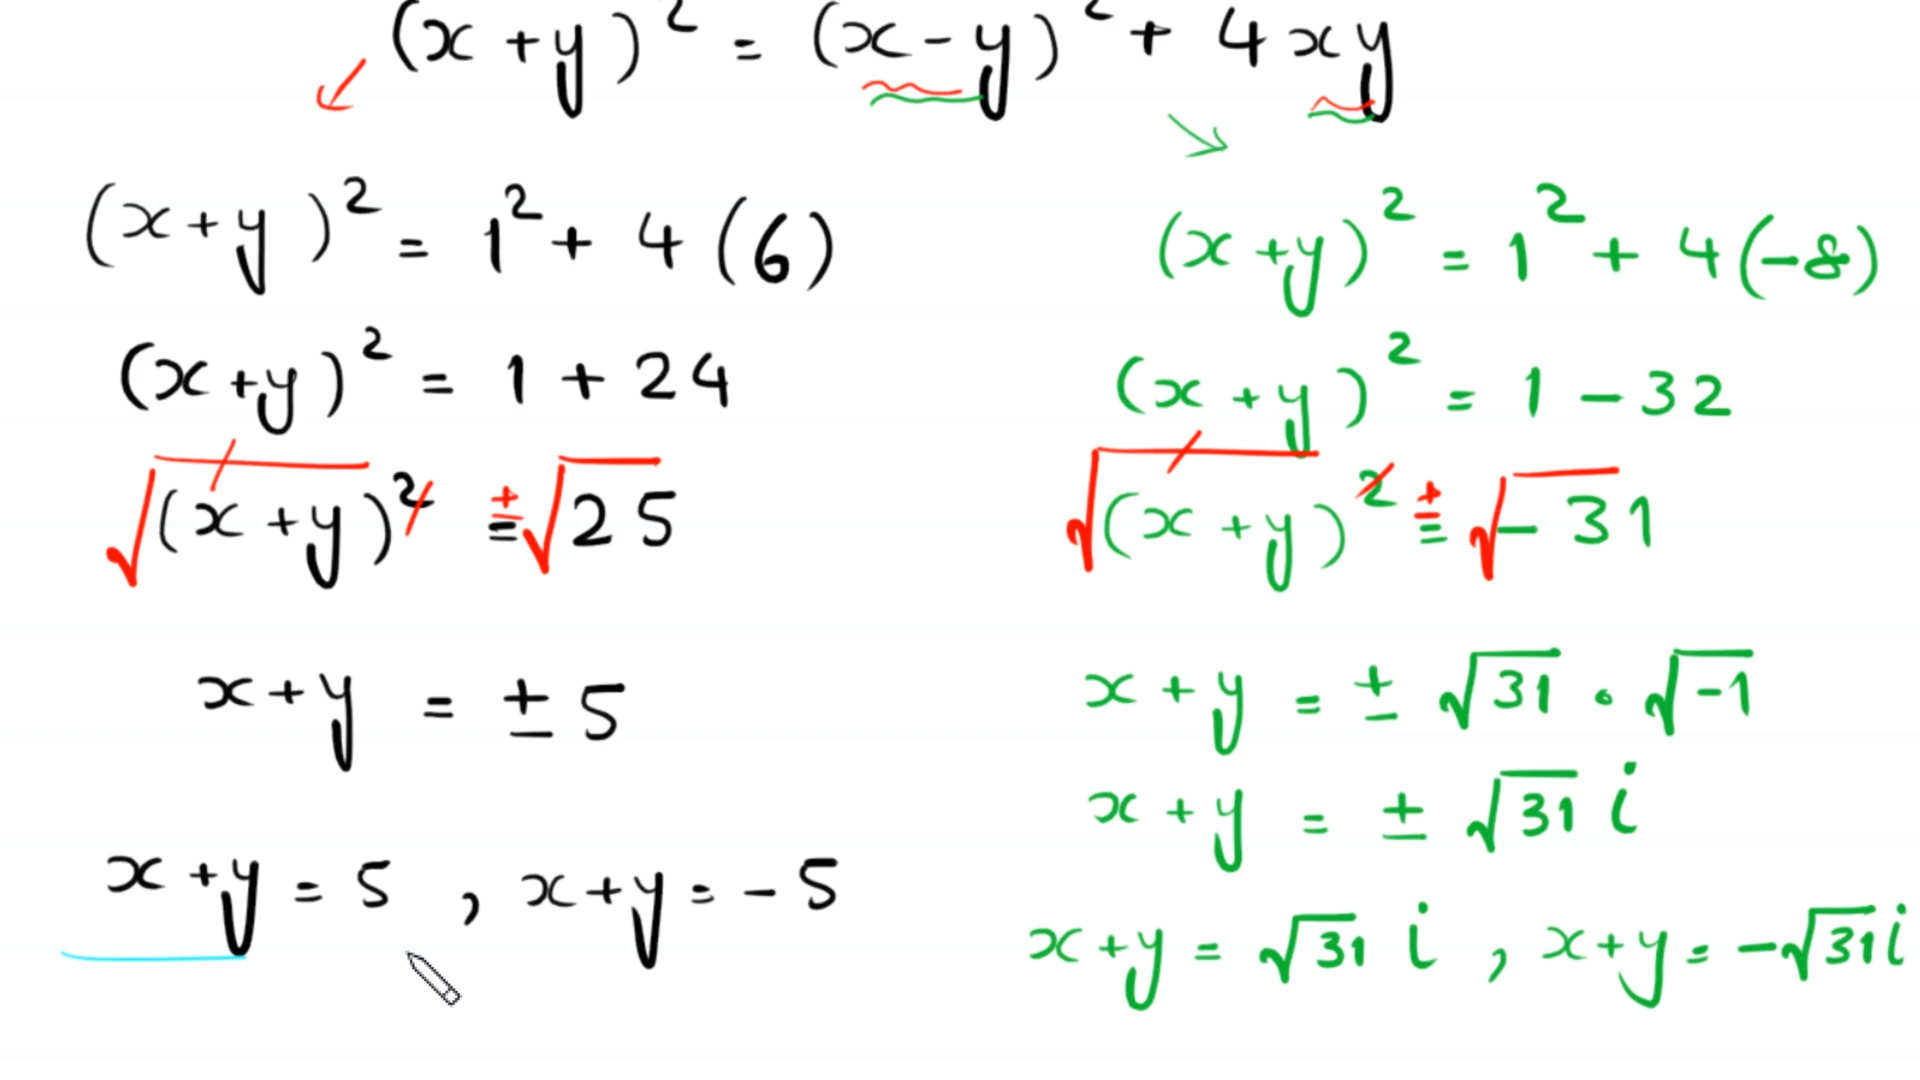 (x+y)² = (x-y)² + 4xy
(x+y)² = 1² + 4(6)
(x+y)² = 1 + 24
√(x+y)² = ±√25
x+y = ±5
x+y = 5 , x+y = -5
(x+y)² = 1² + 4(-8)
(x+y)² = 1 - 32
√(x+y)² = ±√-31
x+y = ± √31 · √-1
x+y = ± √31 i
x+y = √31 i , x+y = -√31 i